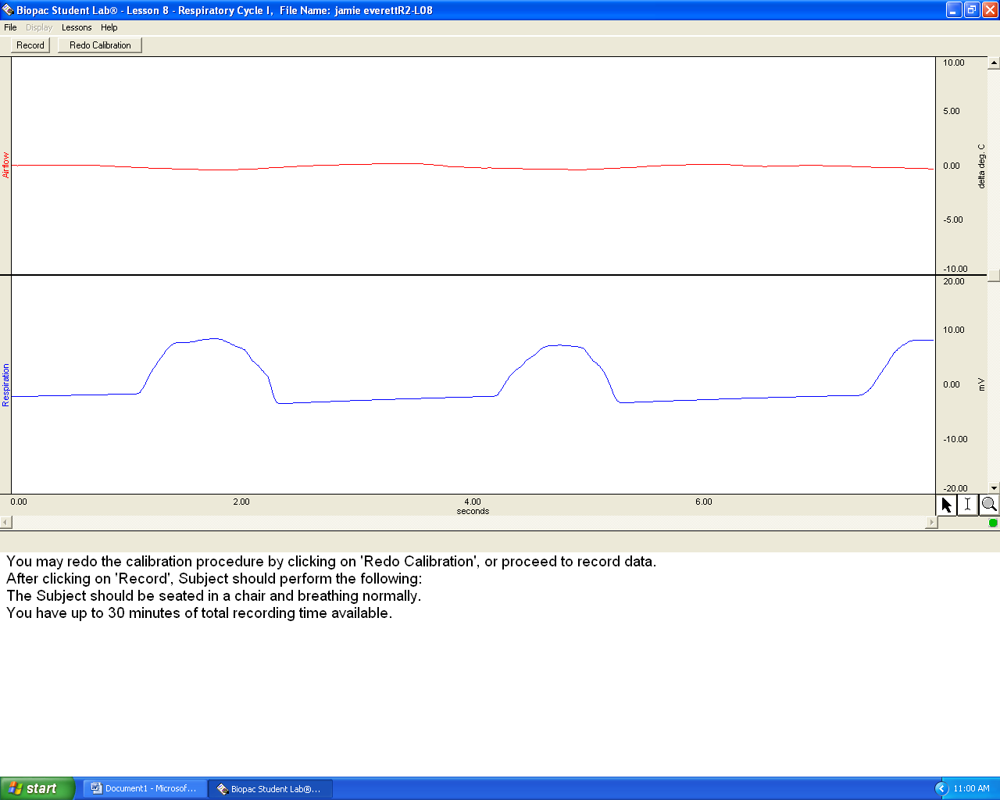 Biopac Student Lab® - Lesson 8 - Respiratory Cycle I,  File Name: jamie everettR2-L08
File Display Lessons Help
Record Redo Calibration
10.00
5.00
Airflow
0.00
delta deg. C
-5.00
-10.00
20.00
10.00
Respiration
0.00
mV
-10.00
-20.00
0.00 2.00 4.00 6.00
seconds
You may redo the calibration procedure by clicking on 'Redo Calibration', or proceed to record data.
After clicking on 'Record', Subject should perform the following:
The Subject should be seated in a chair and breathing normally.
You have up to 30 minutes of total recording time available.
start Document1 - Microsof... Biopac Student Lab®... 11:00 AM